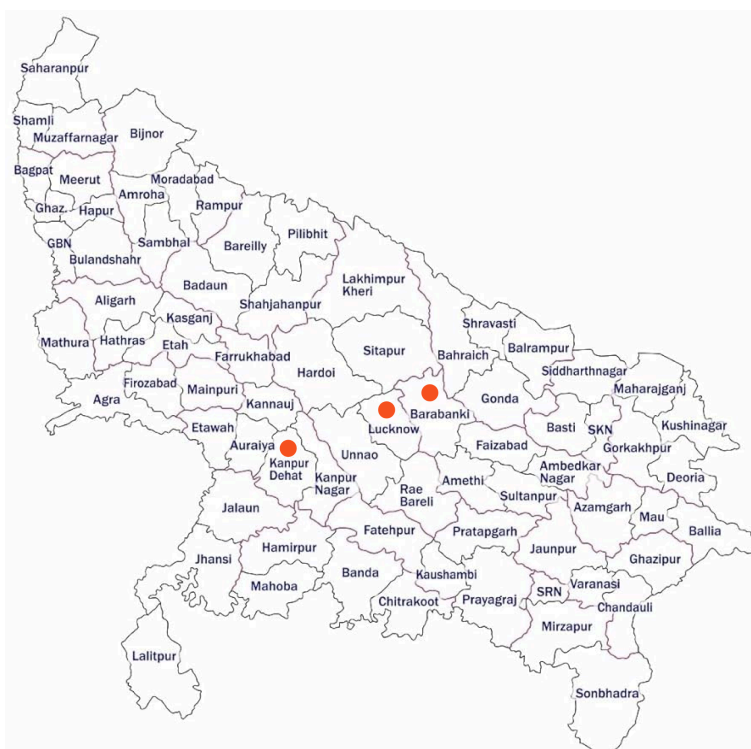 Saharanpur
Shamli
Muzaffarnagar
Bijnor
Bagpat
Meerut
Moradabad
Amroha
Rampur
Ghaz.
Hapur
GBN
Sambhal
Bareilly
Pilibhit
Bulandshahr
Badaun
Lakhimpur
Kheri
Aligarh
Shahjahanpur
Kasganj
Mathura
Hathras
Etah
Farrukhabad
Sitapur
Shravasti
Bahraich
Balrampur
Hardoi
Siddharthnagar
Maharajganj
Agra
Firozabad
Mainpuri
Kannauj
Gonda
Barabanki
Lucknow
Etawah
Basti
SKN
Kushinagar
Auraiya
Kanpur
Dehat
Unnao
Faizabad
Gorkakhpur
Kanpur
Nagar
Rae
Bareli
Amethi
Ambedkar
Nagar
Sultanpur
Deoria
Jalaun
Azamgarh
Mau
Ballia
Fatehpur
Pratapgarh
Hamirpur
Jaunpur
Jhansi
Ghazipur
Mahoba
Banda
Kaushambi
Chitrakoot
Prayagraj
SRN
Varanasi
Chandauli
Mirzapur
Lalitpur
Sonbhadra